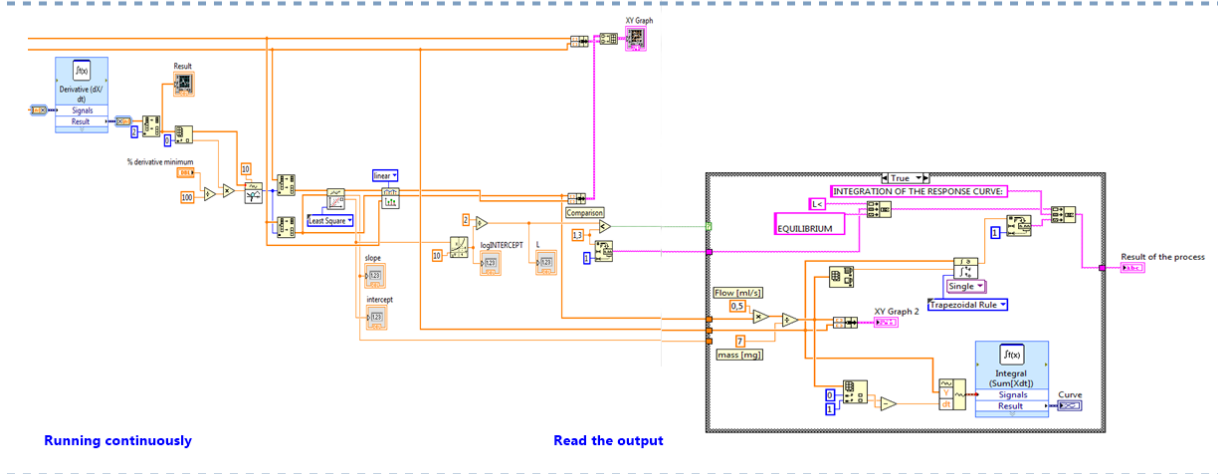 XY Graph
Result
Derivative (dX/
dt)
Signals
Result
2
0
% derivative minimum
100
10
linear
Least Square
Comparison
2
1,3
10
logINTERCEPT
L
1
slope
intercept
True
INTEGRATION OF THE RESPONSE CURVE:
L<
EQUILIBRIUM
1
Result of the process
Single
Trapezoidal Rule
Flow [ml/s]
0,5
XY Graph 2
7
mass [mg]
Integral
(Sum[Xdt])
Signals
Result
Curve
0
1
Y
dt
Running continuously
Read the output